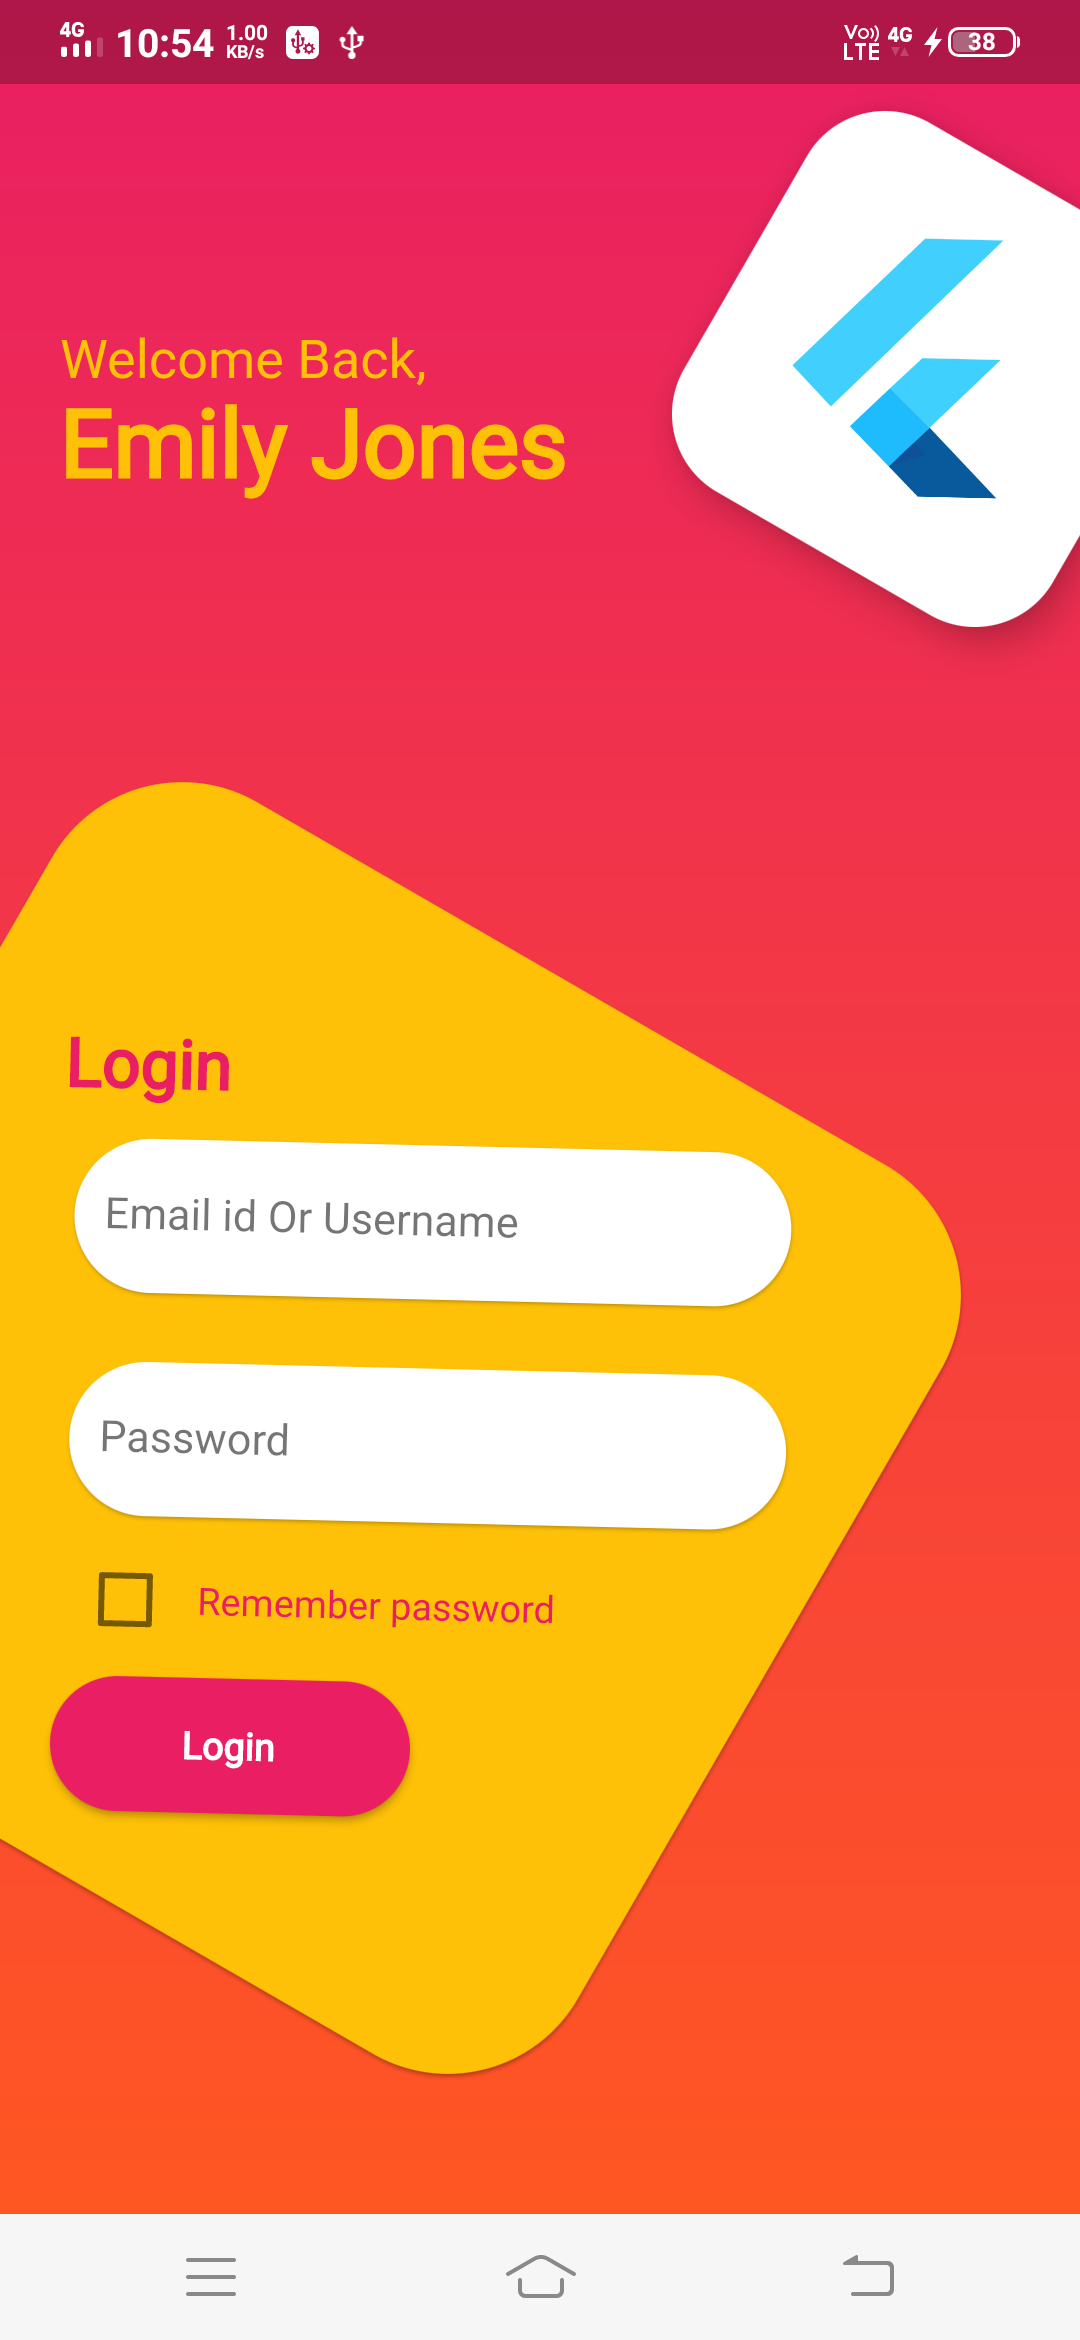 4G 10:54 1.00 KB/s Vo)) LTE 4G 38
Welcome Back,
Emily Jones
Login
Email id Or Username
Password
Remember password
Login